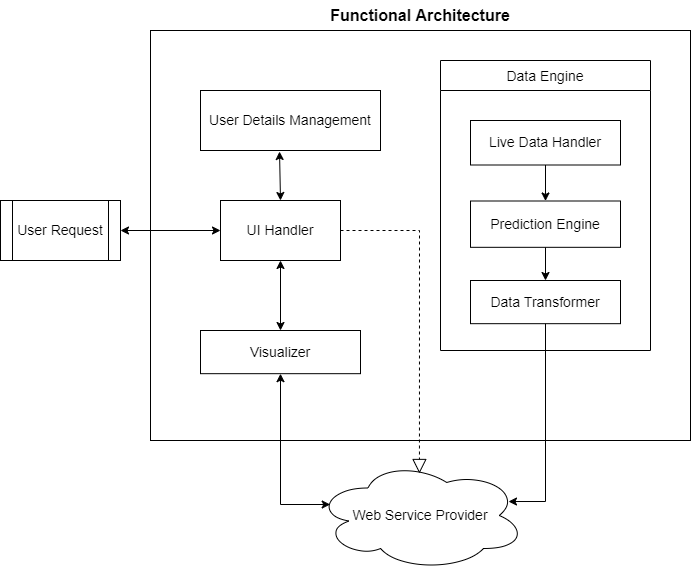 Functional Architecture
Data Engine
User Details Management
Live Data Handler
User Request
UI Handler
Prediction Engine
Data Transformer
Visualizer
Web Service Provider